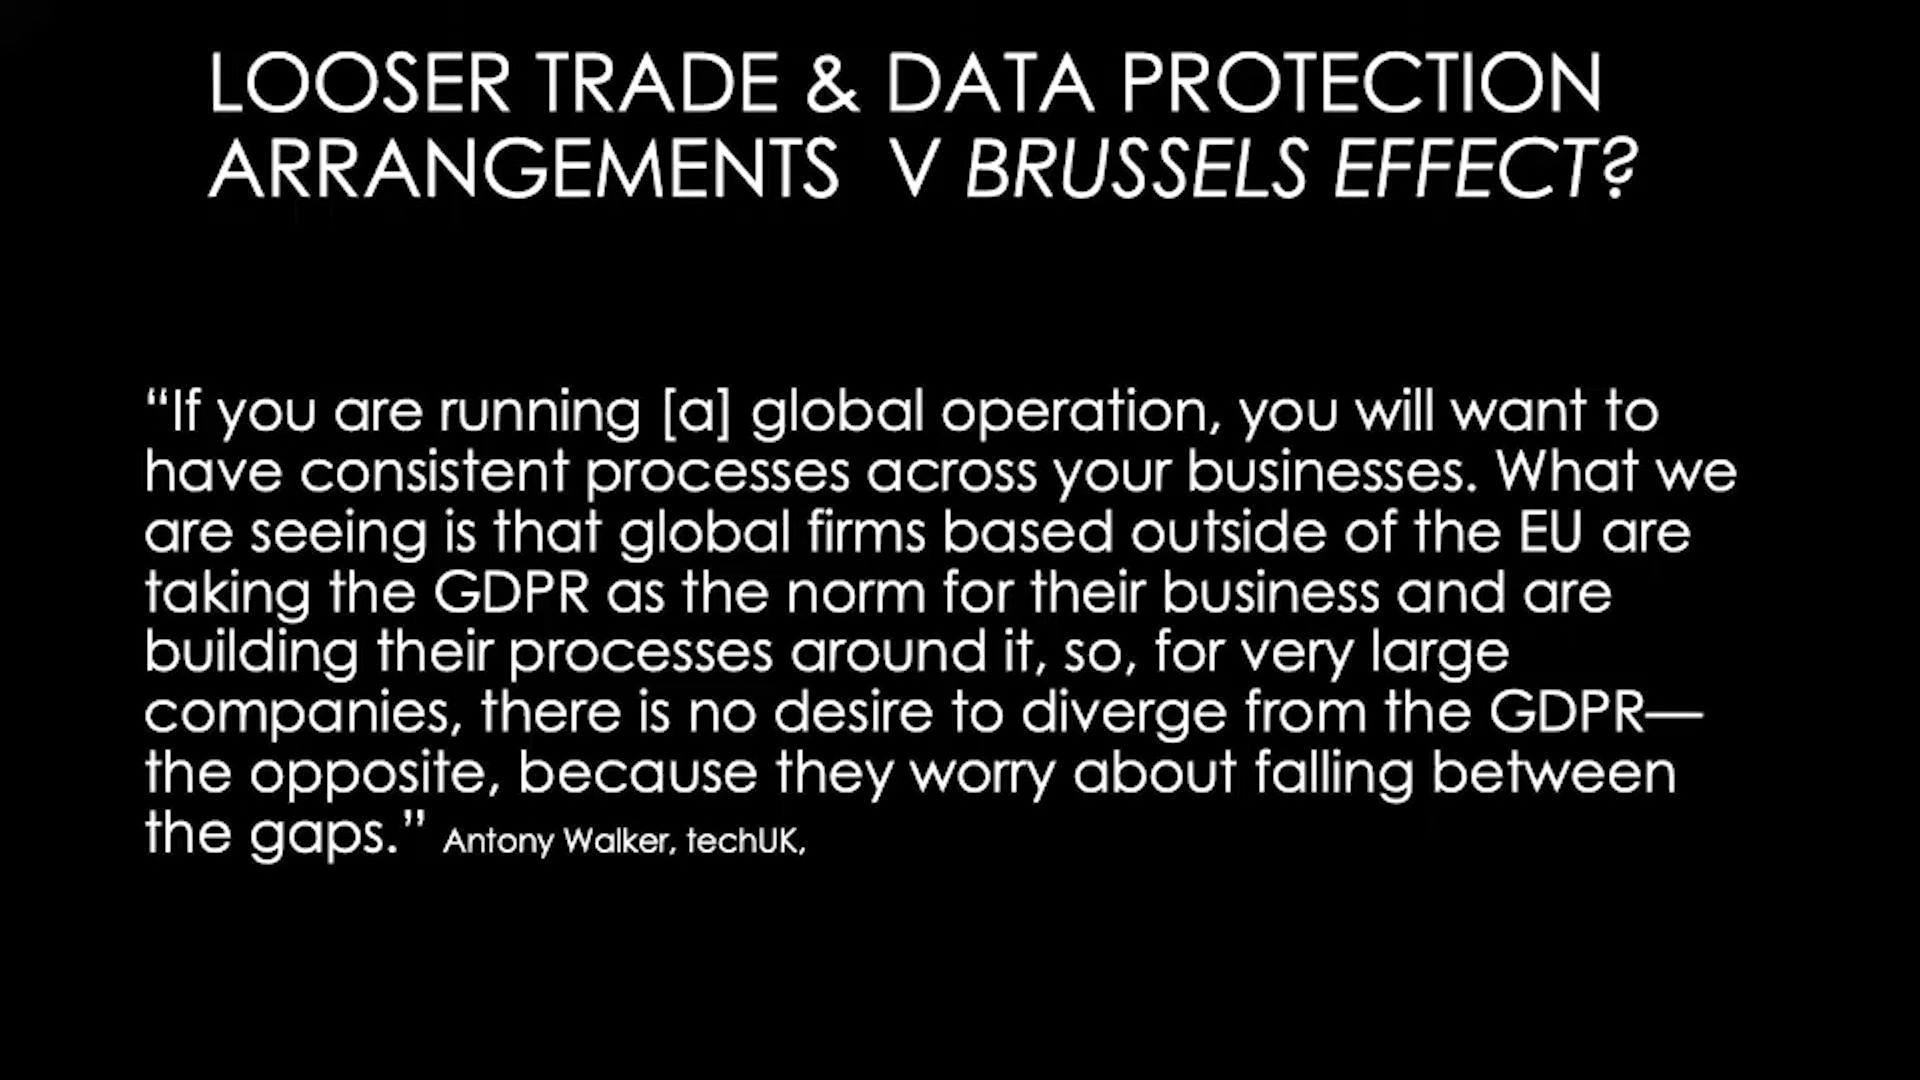 LOOSER TRADE & DATA PROTECTION
ARRANGEMENTS V BRUSSELS EFFECT?
“If you are running [a] global operation, you will want to
have consistent processes across your businesses. What we
are seeing is that global firms based outside of the EU are
taking the GDPR as the norm for their business and are
building their processes around it, so, for very large
companies, there is no desire to diverge from the GDPR—
the opposite, because they worry about falling between
the gaps.” Antony Walker, techUK,